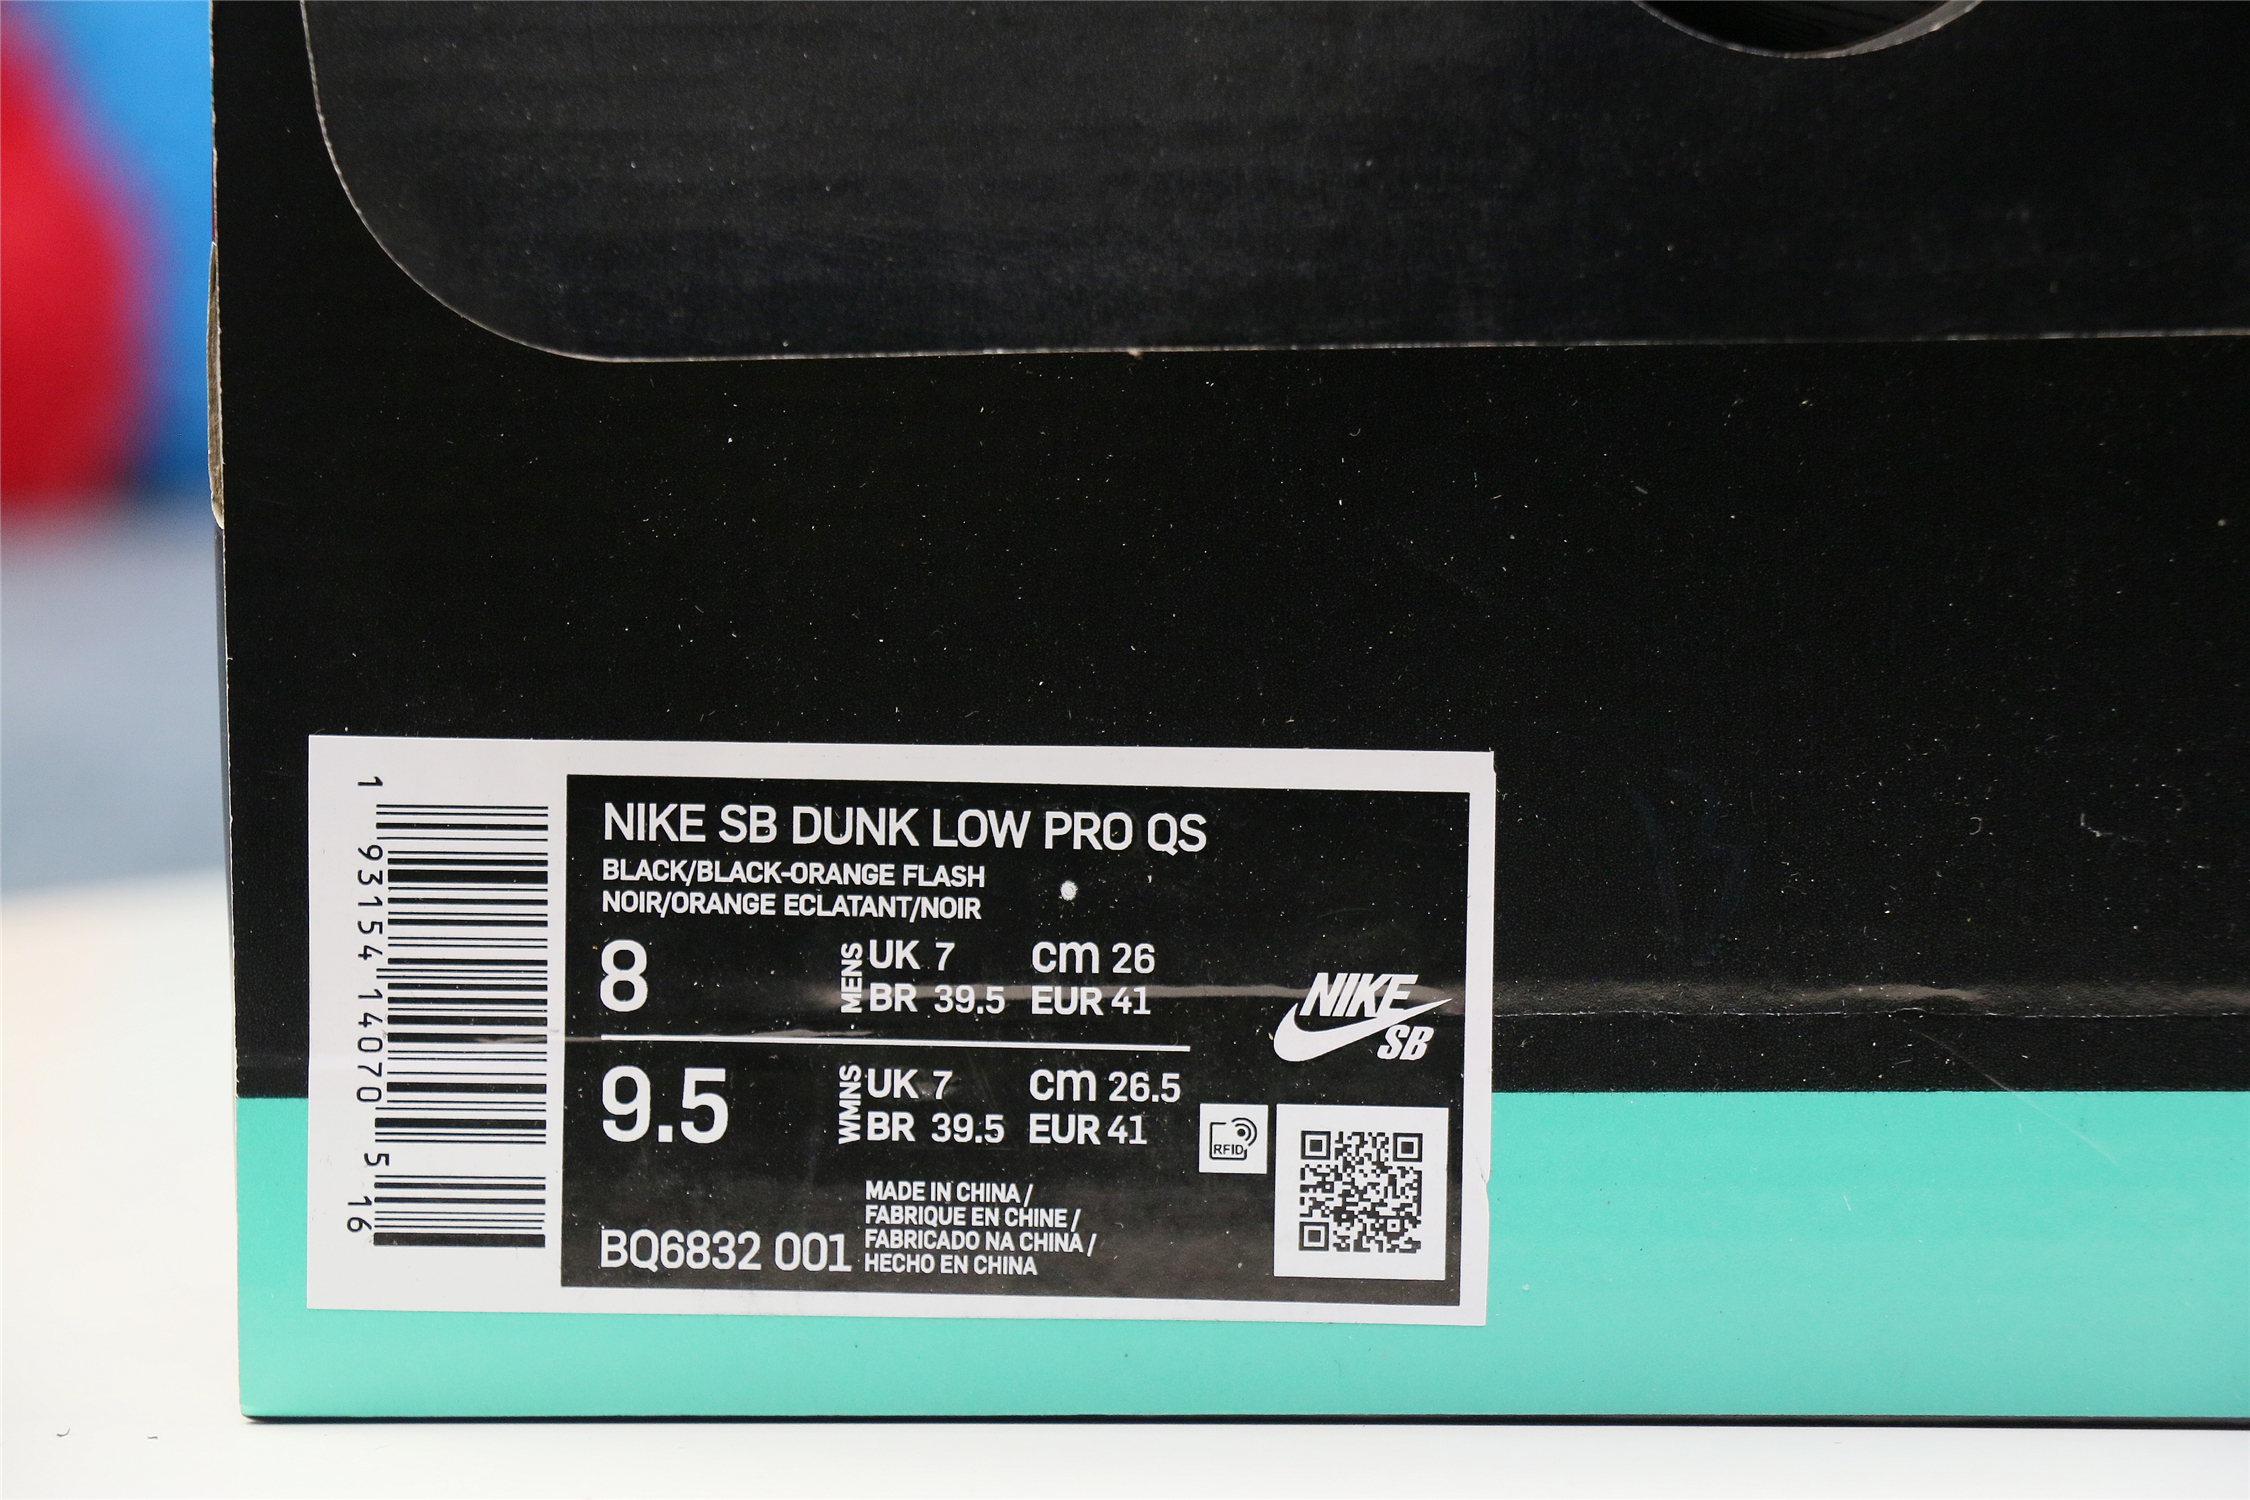 NIKE SB DUNK LOW PRO QS
BLACK/BLACK-ORANGE FLASH
NOIR/ORANGE ECLATANT/NOIR
8 MENS UK 7 cm 26
BR 39.5 EUR 41
9.5 WMNS UK 7 cm 26.5
BR 39.5 EUR 41
NIKE
SB
RFID
MADE IN CHINA /
FABRIQUE EN CHINE /
FABRICADO NA CHINA /
HECHO EN CHINA
BQ6832 001
1 93154 14070 5 16